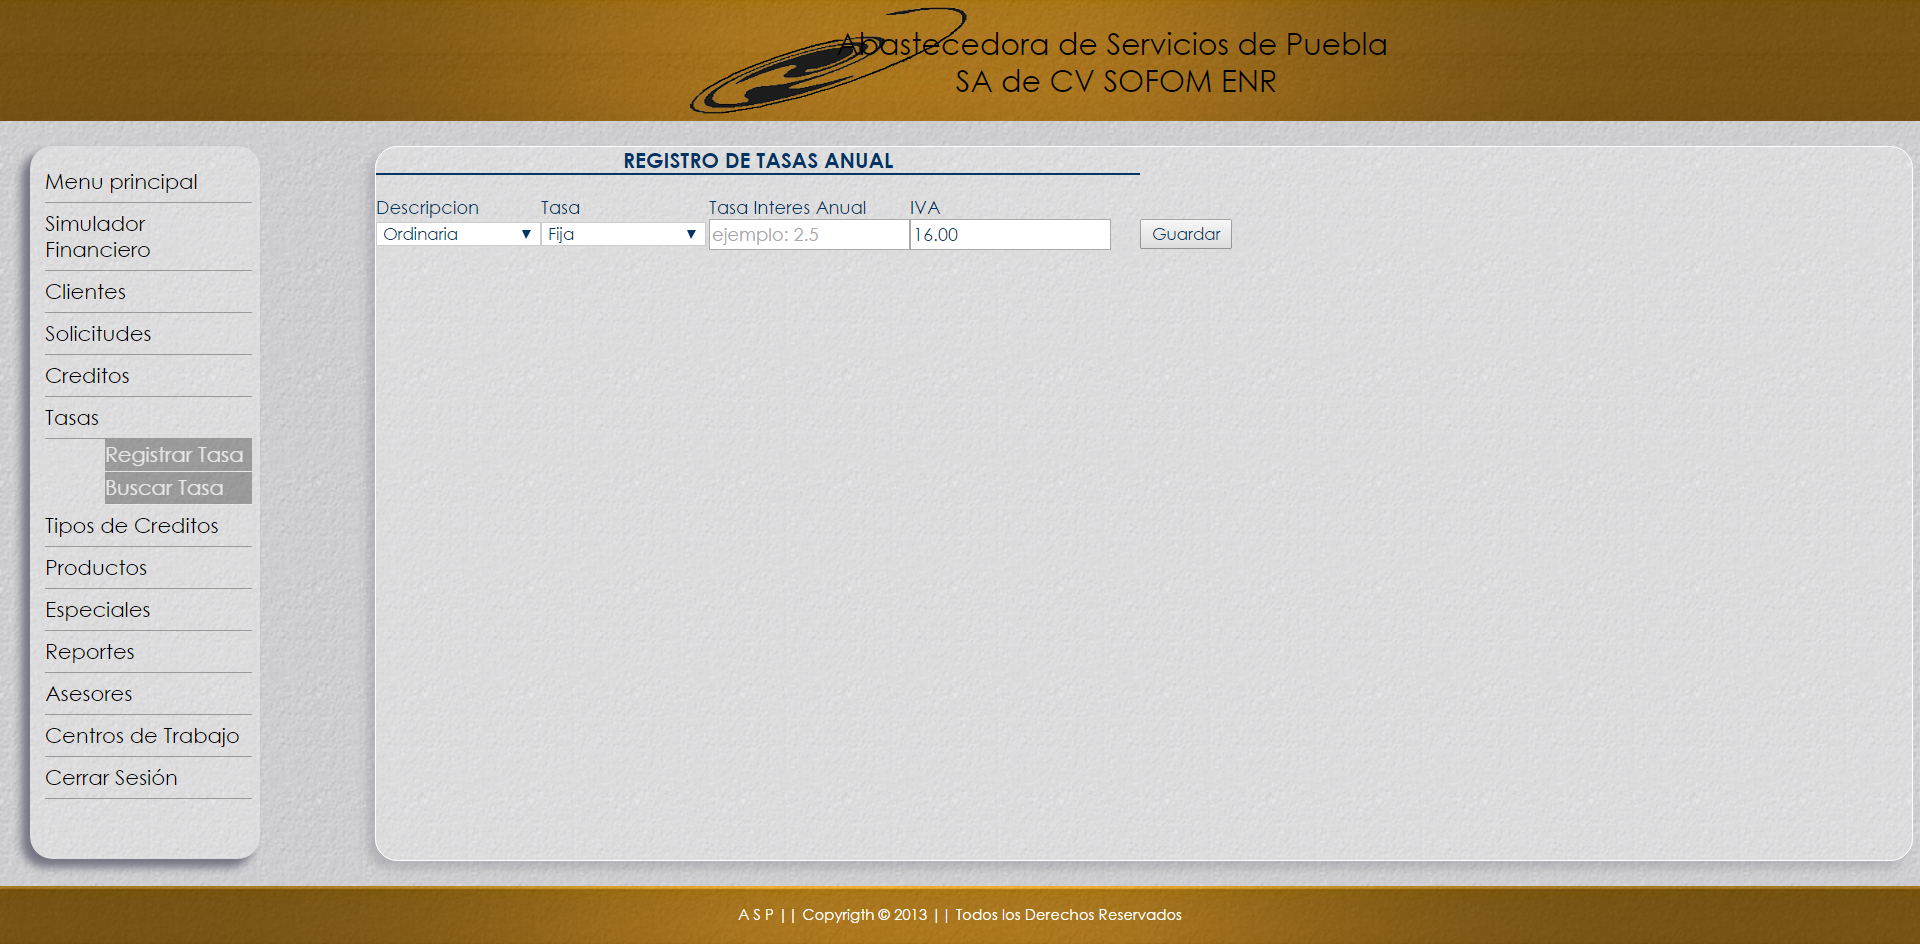 Abastecedora de Servicios de Puebla
SA de CV SOFOM ENR
Menu principal
Simulador
Financiero
Clientes
Solicitudes
Creditos
Tasas
Registrar Tasa
Buscar Tasa
Tipos de Creditos
Productos
Especiales
Reportes
Asesores
Centros de Trabajo
Cerrar Sesión
REGISTRO DE TASAS ANUAL
Descripcion Tasa Tasa Interes Anual IVA
Ordinaria Fija ejemplo: 2.5 16.00 Guardar
A S P || Copyrigth © 2013 || Todos los Derechos Reservados